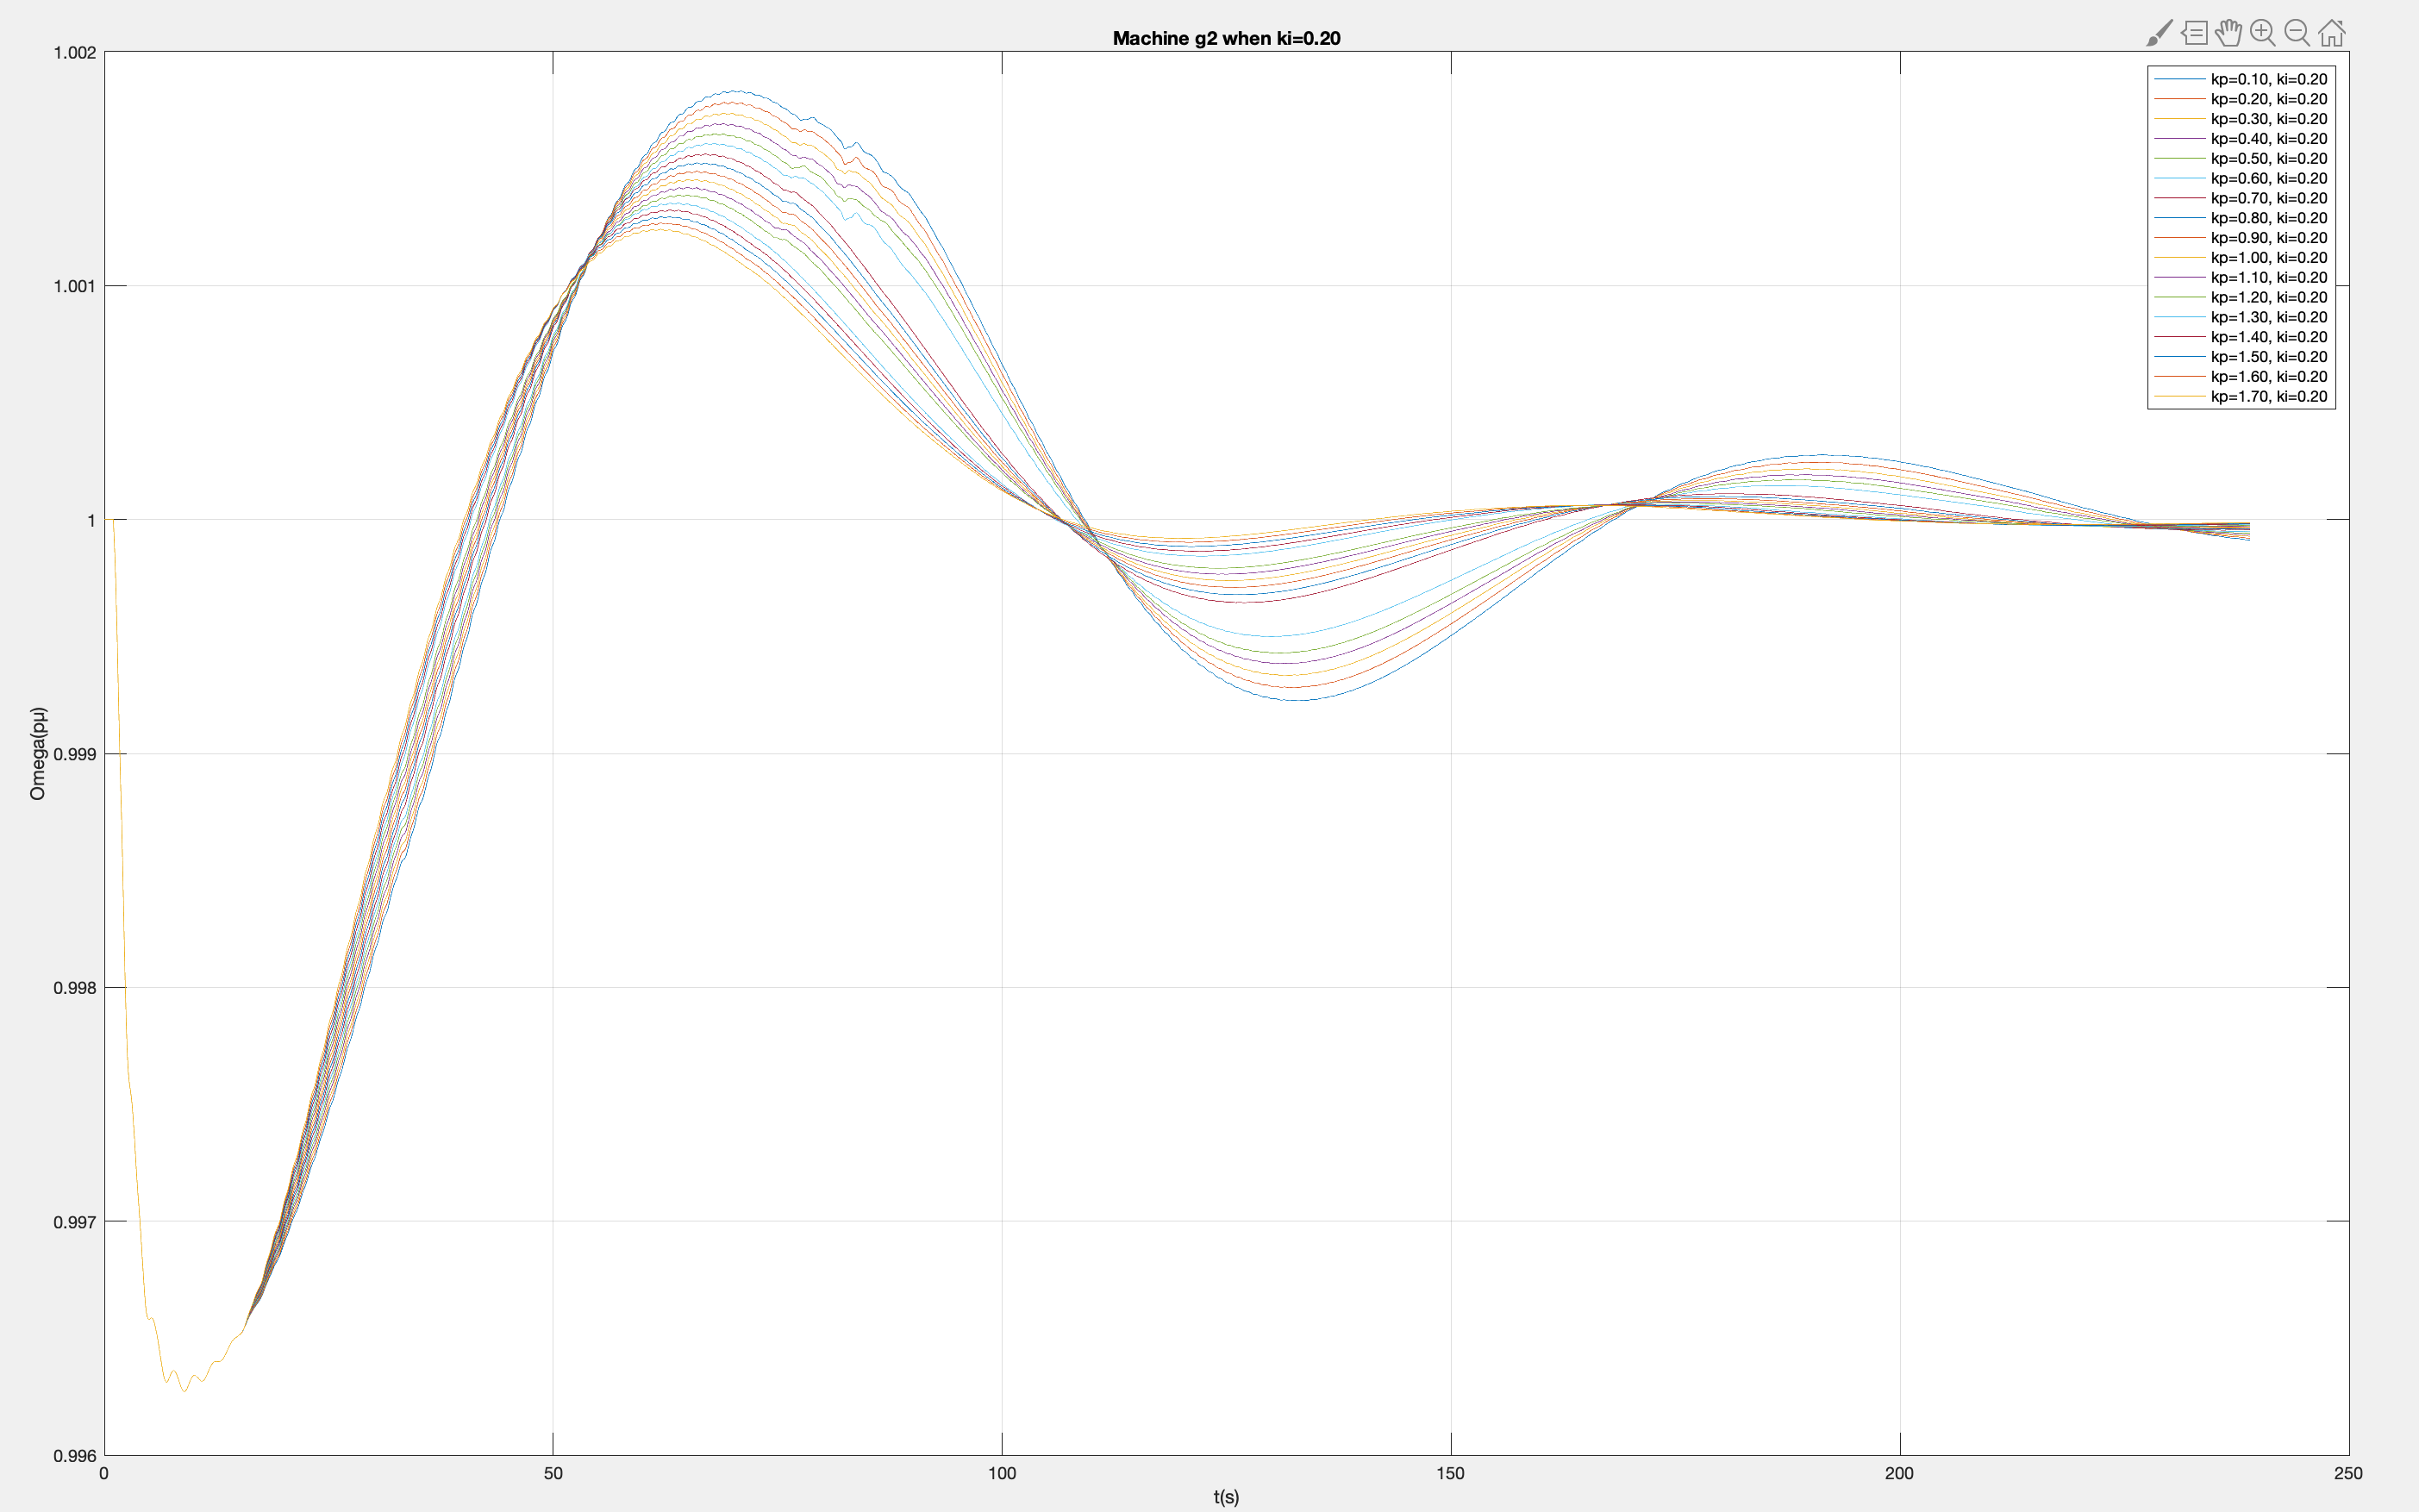 Machine g2 when ki=0.20
1.002
1.001
1
0.999
0.998
0.997
0.996
Omega(pμ)
0
50
100
150
200
250
t(s)
kp=0.10, ki=0.20
kp=0.20, ki=0.20
kp=0.30, ki=0.20
kp=0.40, ki=0.20
kp=0.50, ki=0.20
kp=0.60, ki=0.20
kp=0.70, ki=0.20
kp=0.80, ki=0.20
kp=0.90, ki=0.20
kp=1.00, ki=0.20
kp=1.10, ki=0.20
kp=1.20, ki=0.20
kp=1.30, ki=0.20
kp=1.40, ki=0.20
kp=1.50, ki=0.20
kp=1.60, ki=0.20
kp=1.70, ki=0.20